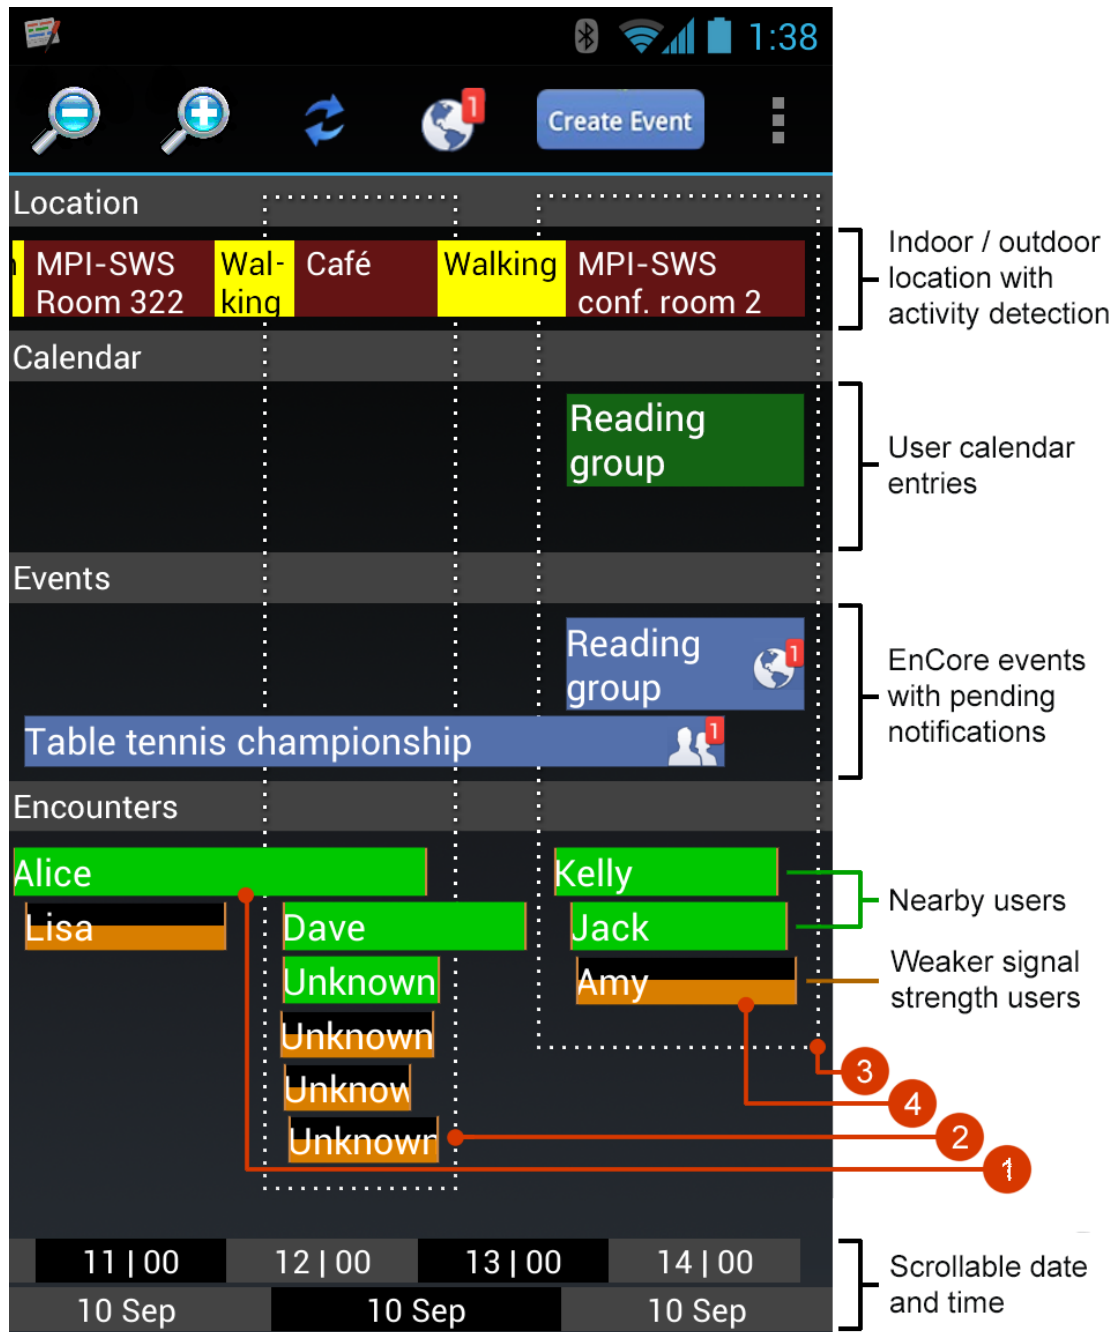 1:38
1
Create Event
Location
MPI-SWS
Room 322
Wal-
king
Café
Walking
MPI-SWS
conf. room 2
Indoor / outdoor
location with
activity detection
Calendar
Reading
group
User calendar
entries
Events
Reading
group
1
Table tennis championship
1
EnCore events
with pending
notifications
Encounters
Alice
Kelly
Lisa
Dave
Jack
Nearby users
Unknown
Amy
Weaker signal
strength users
Unknown
3
Unknow
4
Unknown
2
1
11|00
12|00
13|00
14|00
10 Sep
10 Sep
10 Sep
Scrollable date
and time